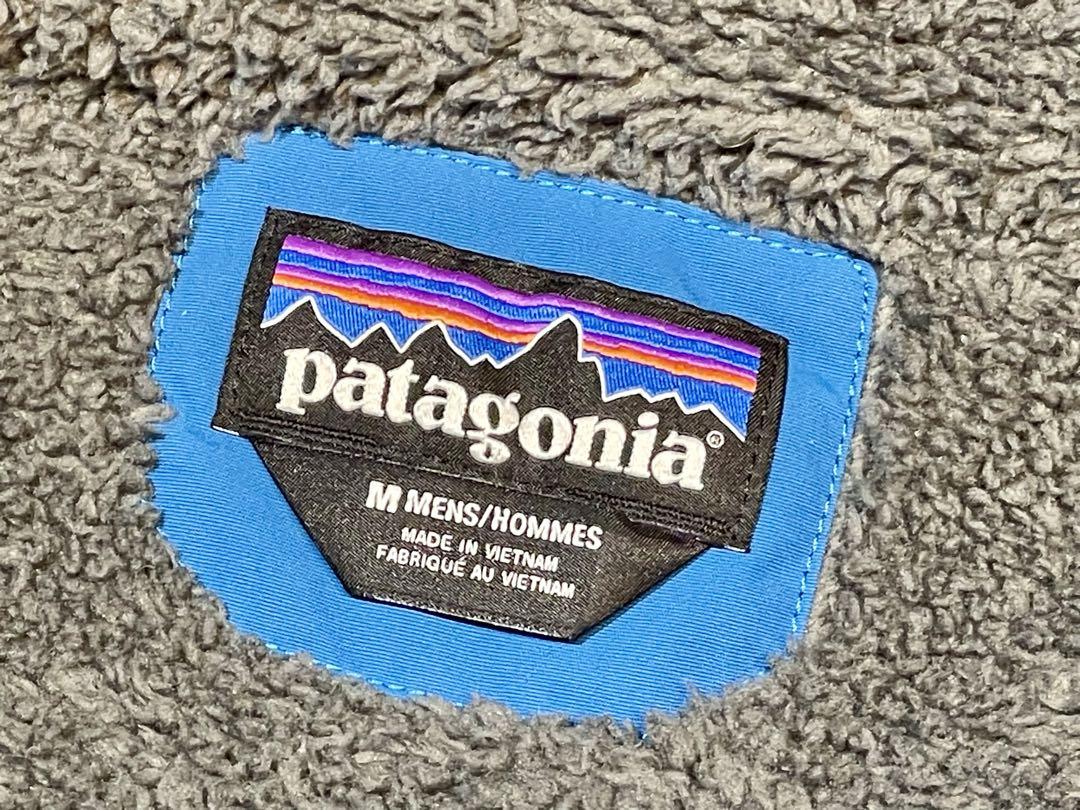 patagonia®
M MENS/HOMMES
MADE IN VIETNAM
FABRIQUÉ AU VIETNAM